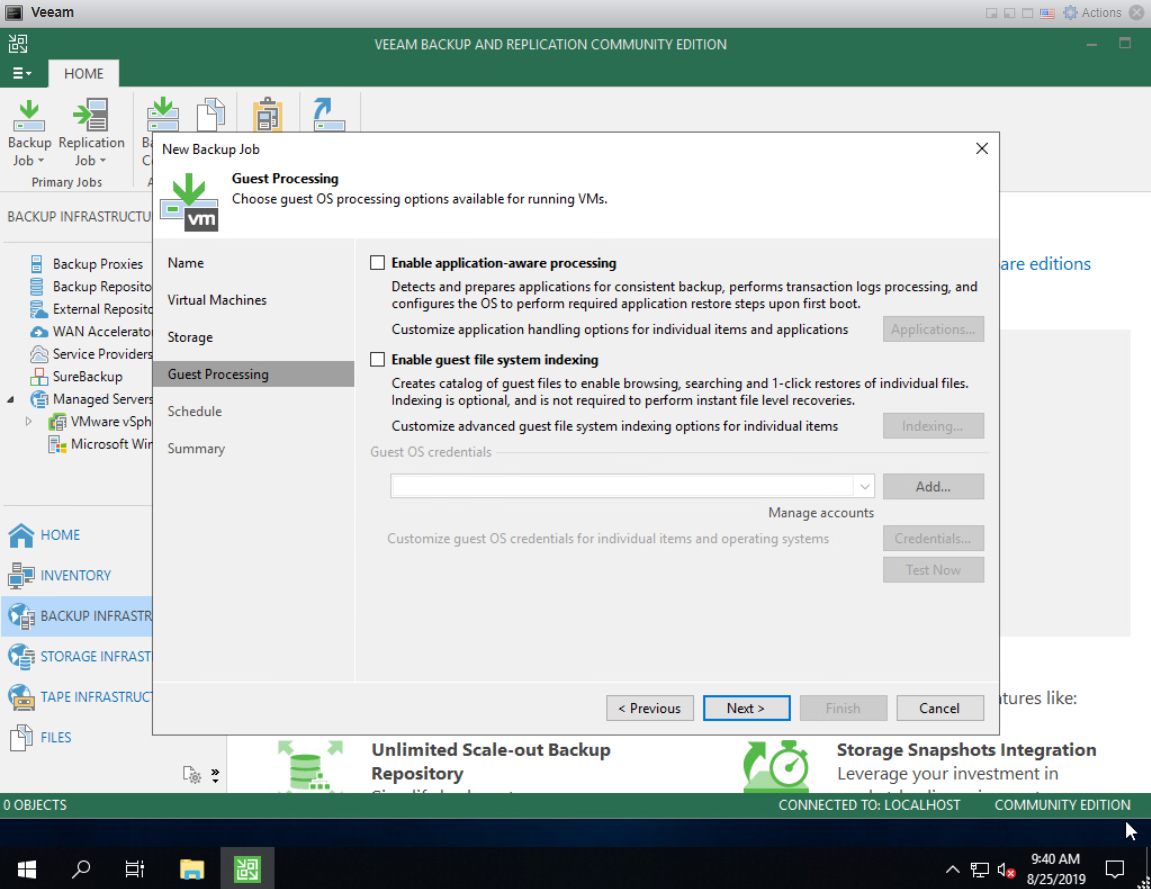 Veeam
Actions
VEEAM BACKUP AND REPLICATION COMMUNITY EDITION
HOME
Backup
Job
Replication
Job
Primary Jobs
BACKUP INFRASTRUCTU
Backup Proxies
Backup Reposito
External Reposito
WAN Accelerator
Service Providers
SureBackup
Managed Servers
VMware vSph
Microsoft Win
HOME
INVENTORY
BACKUP INFRASTR
STORAGE INFRAST
TAPE INFRASTRUCT
FILES
New Backup Job
vm
Guest Processing
Choose guest OS processing options available for running VMs.
Name
Virtual Machines
Storage
Guest Processing
Schedule
Summary
Enable application-aware processing
Detects and prepares applications for consistent backup, performs transaction logs processing, and
configures the OS to perform required application restore steps upon first boot.
Customize application handling options for individual items and applications
Applications...
Enable guest file system indexing
Creates catalog of guest files to enable browsing, searching and 1-click restores of individual files.
Indexing is optional, and is not required to perform instant file level recoveries.
Customize advanced guest file system indexing options for individual items
Indexing...
Guest OS credentials
Add...
Manage accounts
Customize guest OS credentials for individual items and operating systems
Credentials...
Test Now
< Previous
Next >
Finish
Cancel
are editions
atures like:
Unlimited Scale-out Backup
Repository
Storage Snapshots Integration
Leverage your investment in
0 OBJECTS
CONNECTED TO: LOCALHOST
COMMUNITY EDITION
9:40 AM
8/25/2019